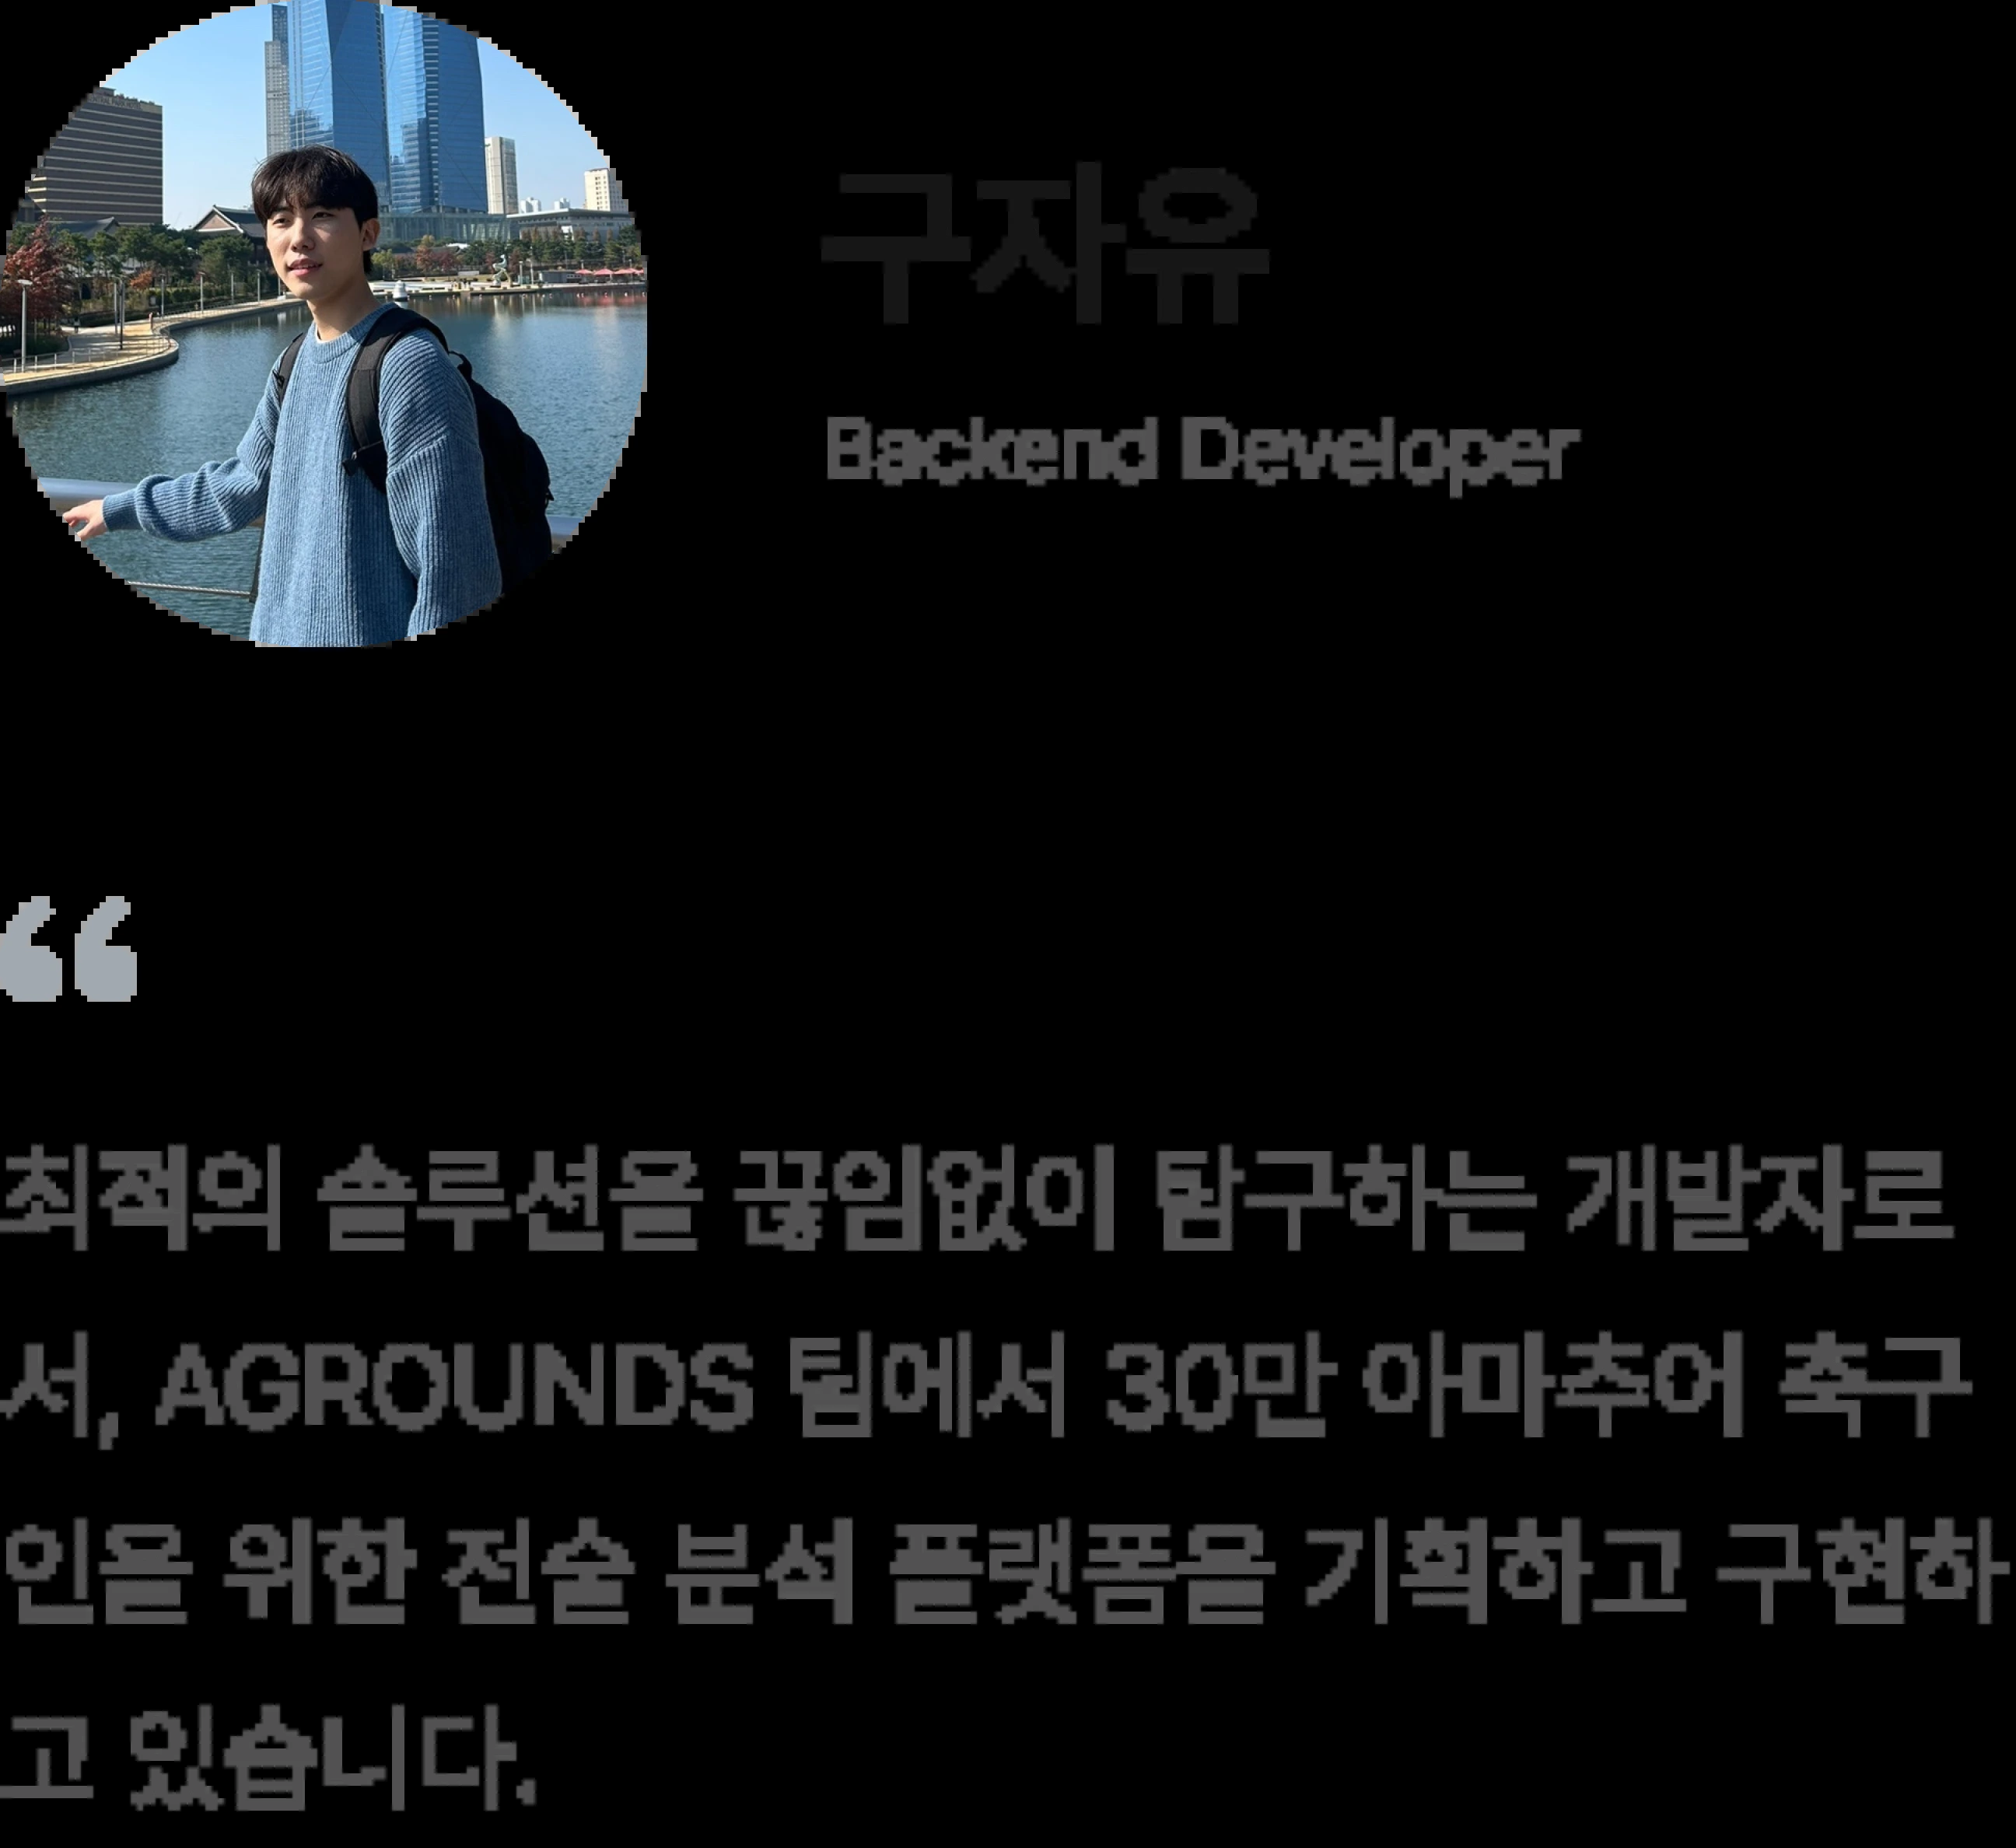 구자유
Backend Developer
“
최적의 솔루션을 끊임없이 탐구하는 개발자로
서, AGROUNDS 팀에서 30만 아마추어 축구
인을 위한 전술 분석 플랫폼을 기획하고 구현하
고 있습니다.